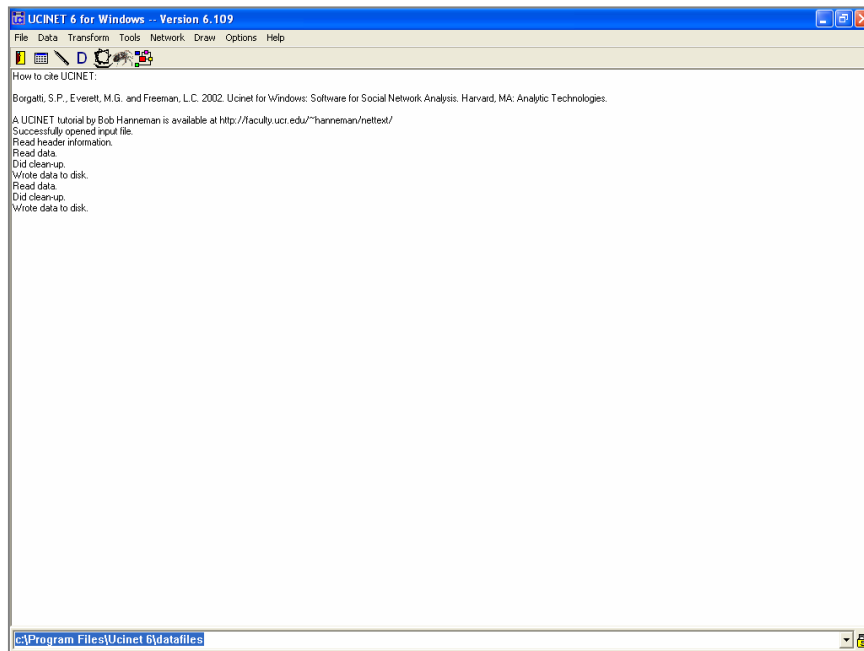 UCINET 6 for Windows -- Version 6.109
File Data Transform Tools Network Draw Options Help
D
How to cite UCINET:
Borgatti, S.P., Everett, M.G. and Freeman, L.C. 2002. Ucinet for Windows: Software for Social Network Analysis. Harvard, MA: Analytic Technologies.
A UCINET tutorial by Bob Hanneman is available at http://faculty.ucr.edu/~hanneman/nettext/
Successfully opened input file.
Read header information.
Read data.
Did clean-up.
Wrote data to disk.
Read data.
Did clean-up.
Wrote data to disk.
c:\Program Files\Ucinet 6\datafiles